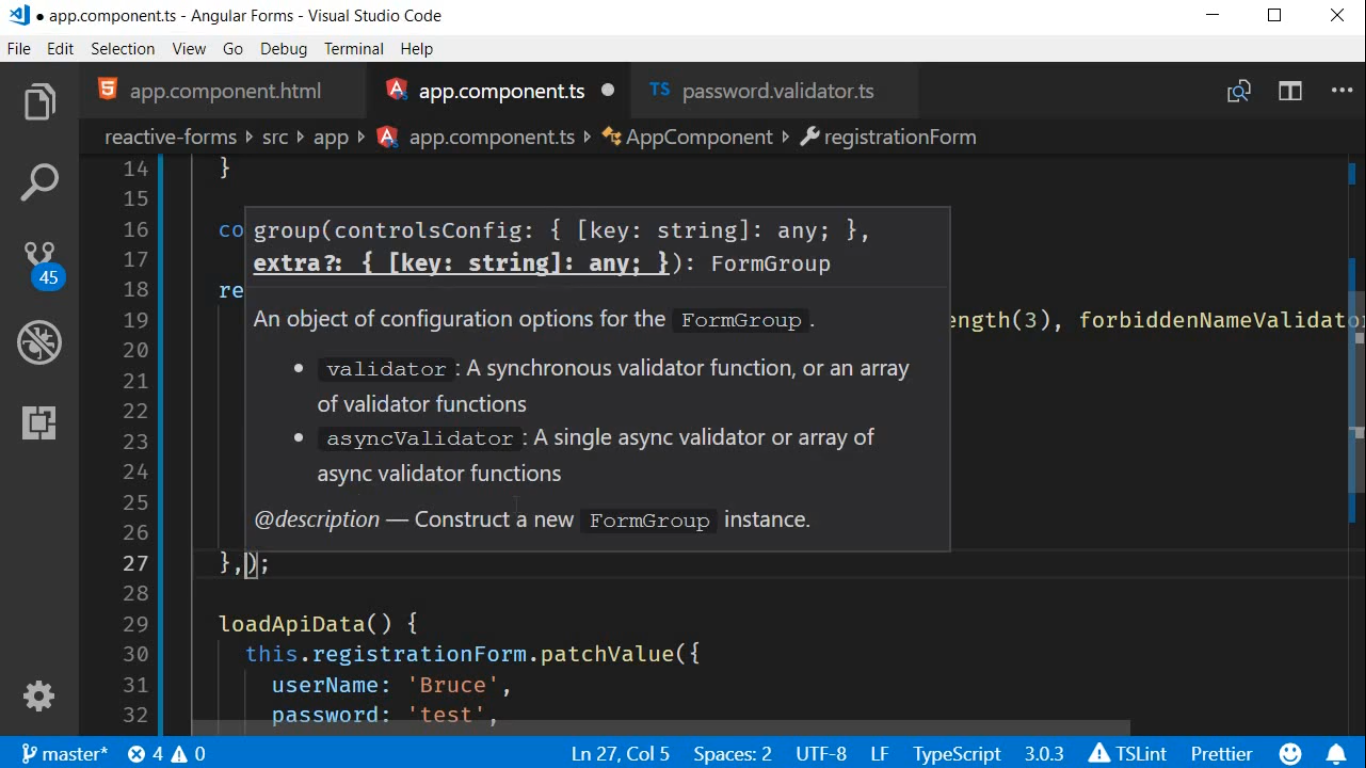 app.component.ts - Angular Forms - Visual Studio Code
File Edit Selection View Go Debug Terminal Help
app.component.html app.component.ts TS password.validator.ts
reactive-forms src app app.component.ts AppComponent registrationForm
14 }
15
16 co
group(controlsConfig: { [key: string]: any; },
17
extra?: { [key: string]: any; }): FormGroup
18 re
An object of configuration options for the FormGroup.
19 ength(3), forbiddenNameValidato
20
validator: A synchronous validator function, or an array
21
of validator functions
22
asyncValidator: A single async validator or array of
23
async validator functions
24
25
@description — Construct a new FormGroup instance.
26
27 },);
28
29 loadApiData() {
30 this.registrationForm.patchValue({
31 userName: 'Bruce',
32 password: 'test',
45
master* 4 0 Ln 27, Col 5 Spaces: 2 UTF-8 LF TypeScript 3.0.3 TSLint Prettier